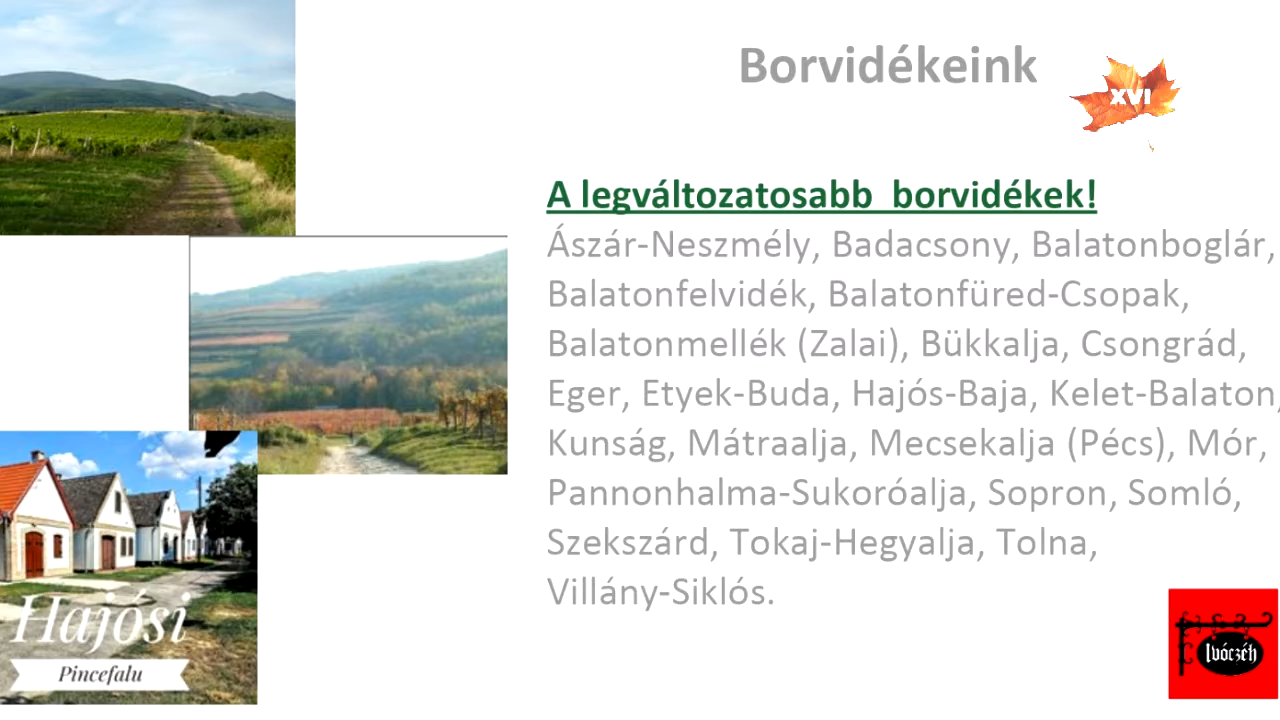 Borvidékeink
XVI
A legváltozatosabb borvidékek!
Ászár-Neszmély, Badacsony, Balatonboglár,
Balatonfelvidék, Balatonfüred-Csopak,
Balatonmellék (Zalai), Bükkalja, Csongrád,
Eger, Etyek-Buda, Hajós-Baja, Kelet-Balaton,
Kunság, Mátraalja, Mecsekalja (Pécs), Mór,
Pannonhalma-Sukoróalja, Sopron, Somló,
Szekszárd, Tokaj-Hegyalja, Tolna,
Villány-Siklós.
Hajósi
Pincefalu
Ivóczéh